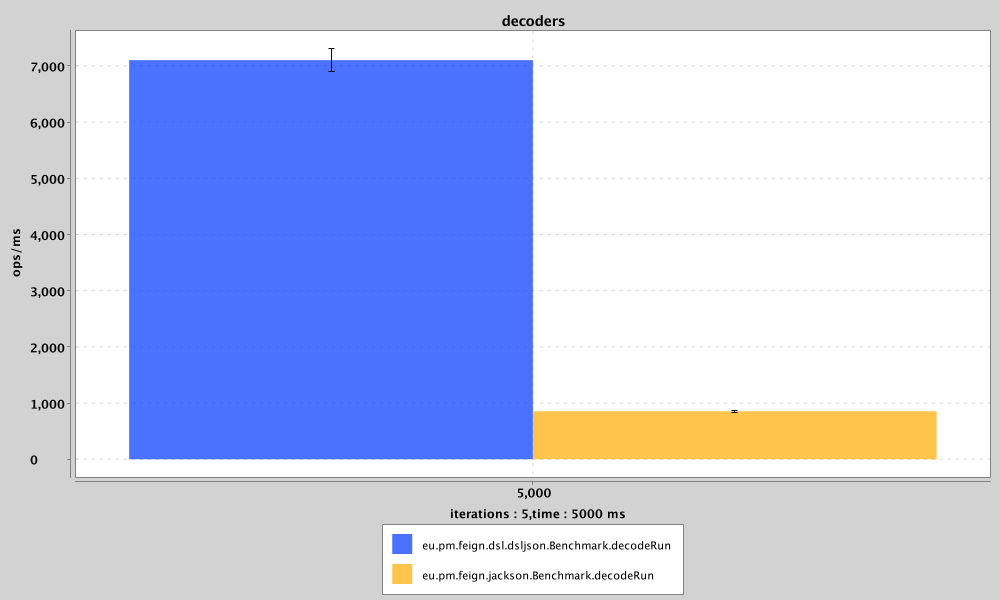 decoders
ops/ms
7,000
6,000
5,000
4,000
3,000
2,000
1,000
0
5,000
iterations : 5,time : 5000 ms
eu.pm.feign.dsl.dsljson.Benchmark.decodeRun
eu.pm.feign.jackson.Benchmark.decodeRun